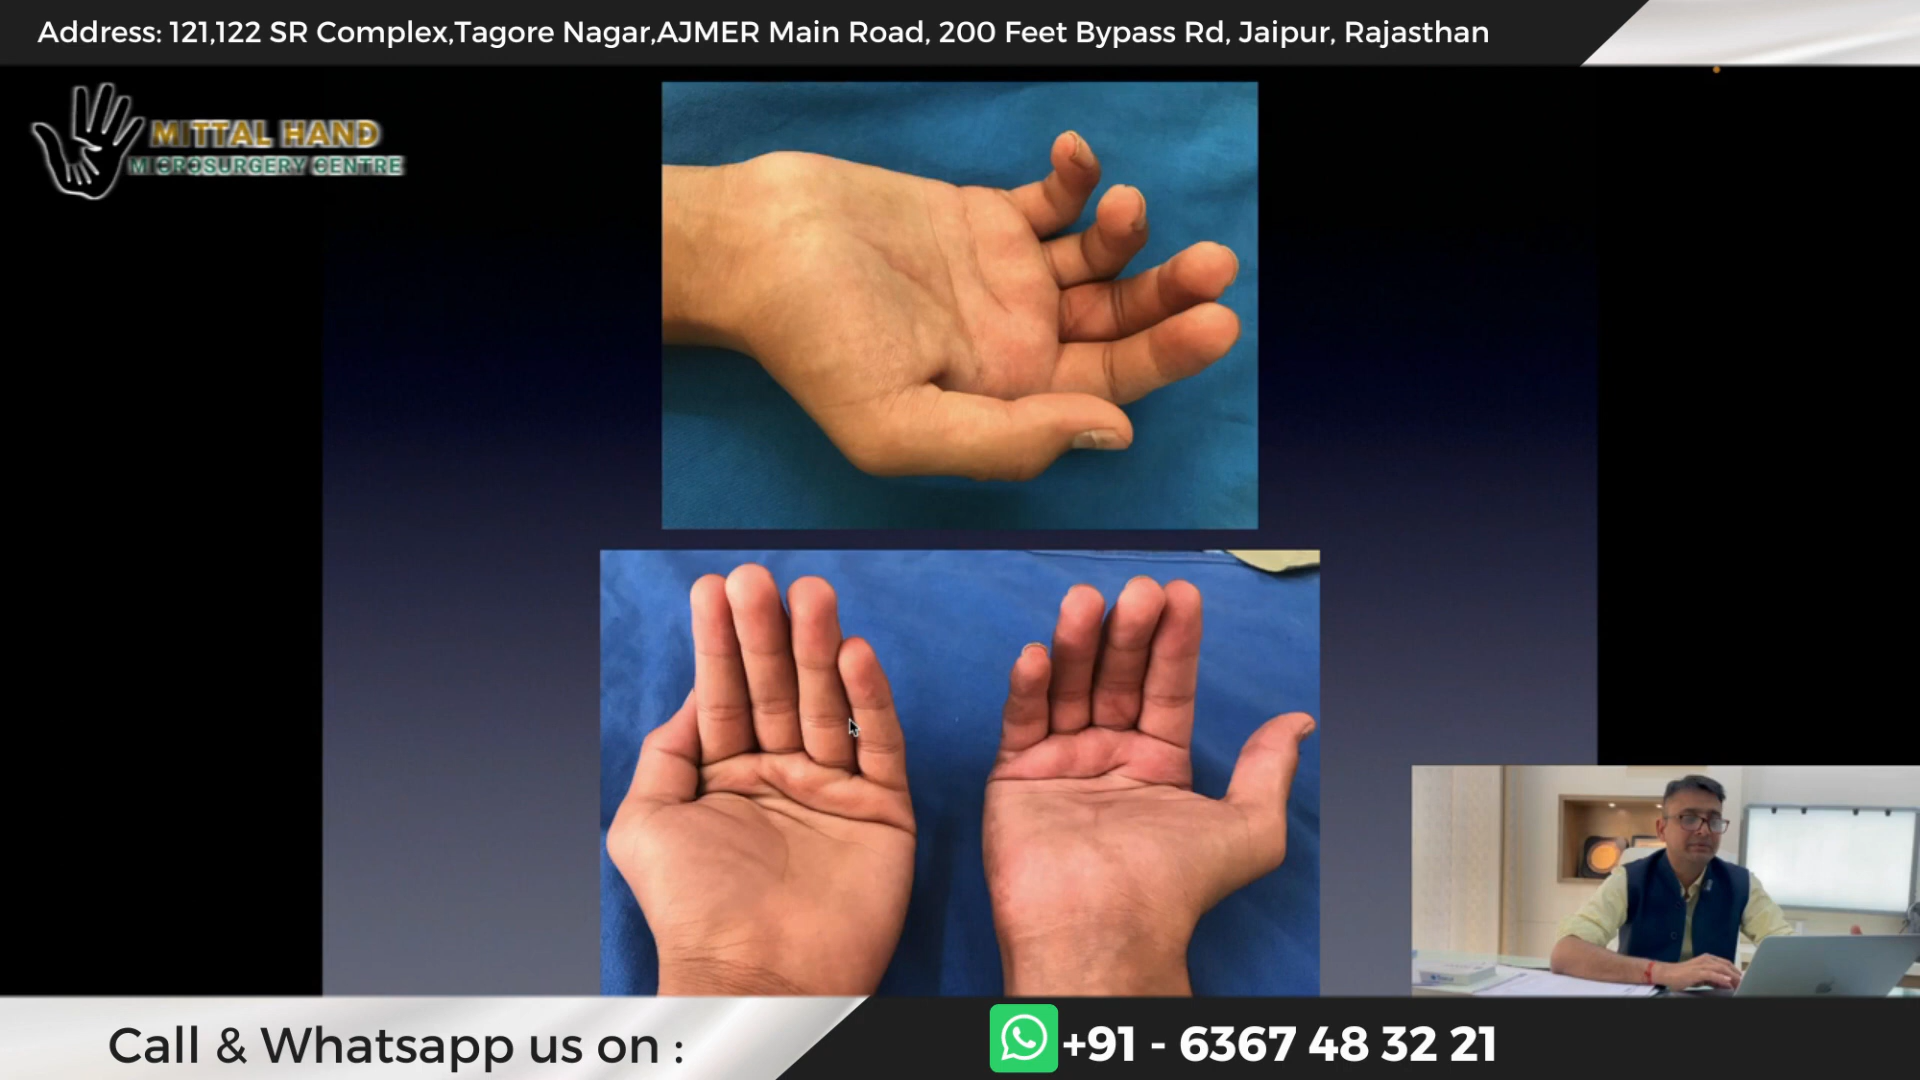 Address: 121,122 SR Complex,Tagore Nagar,AJMER Main Road, 200 Feet Bypass Rd, Jaipur, Rajasthan
MITTAL HAND
MICROSURGERY CENTRE
Call & Whatsapp us on :
+91 - 6367 48 32 21